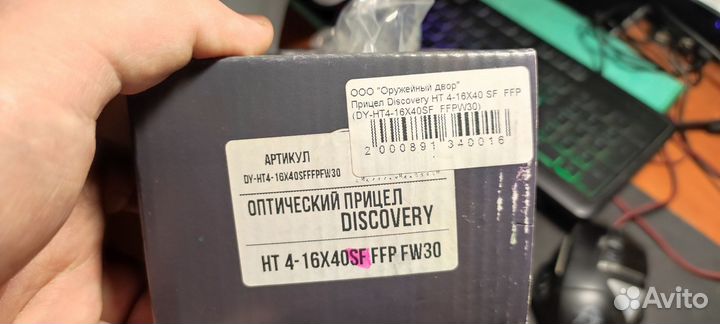 ООО "Оружейный двор"
Прицел Discovery HT 4-16X40 SF FFP
(DY-HT4-16X40SF FFPW30)
2 000891 340016
АРТИКУЛ
DY-HT4-16X40SFFFPFW30
ОПТИЧЕСКИЙ ПРИЦЕЛ
DISCOVERY
HT 4-16X40SF FFP FW30
Avito